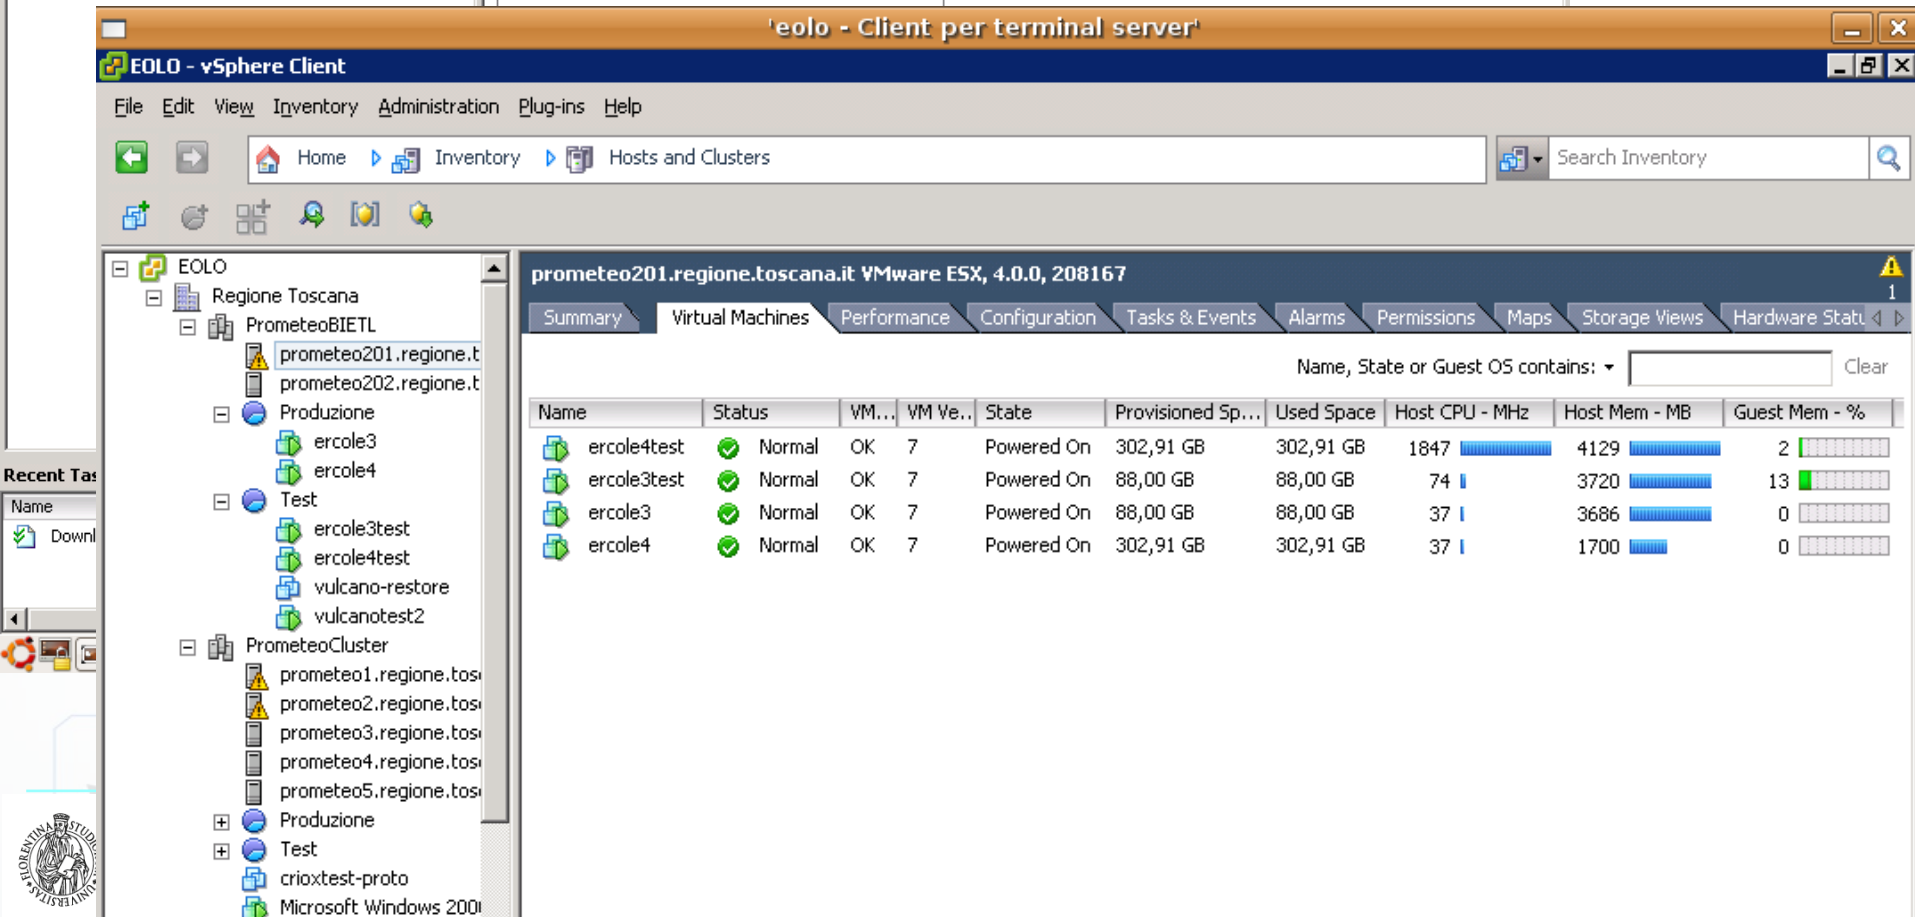 'eolo - Client per terminal server'
EOLO - vSphere Client
File Edit View Inventory Administration Plug-ins Help
Home Inventory Hosts and Clusters
Search Inventory
EOLO
Regione Toscana
PrometeoBIETL
prometeo201.regione.t
prometeo202.regione.t
Produzione
ercole3
ercole4
Test
ercole3test
ercole4test
vulcano-restore
vulcanotest2
PrometeoCluster
prometeo1.regione.tos
prometeo2.regione.tos
prometeo3.regione.tos
prometeo4.regione.tos
prometeo5.regione.tos
Produzione
Test
crioxtest-proto
Microsoft Windows 200
prometeo201.regione.toscana.it VMware ESX, 4.0.0, 208167
1
Summary Virtual Machines Performance Configuration Tasks & Events Alarms Permissions Maps Storage Views Hardware Statu
Name, State or Guest OS contains: Clear
Name Status VM... VM Ve... State Provisioned Sp... Used Space Host CPU - MHz Host Mem - MB Guest Mem - %
ercole4test Normal OK 7 Powered On 302,91 GB 302,91 GB 1847 4129 2
ercole3test Normal OK 7 Powered On 88,00 GB 88,00 GB 74 3720 13
ercole3 Normal OK 7 Powered On 88,00 GB 88,00 GB 37 3686 0
ercole4 Normal OK 7 Powered On 302,91 GB 302,91 GB 37 1700 0
Recent Tas
Name
Downl